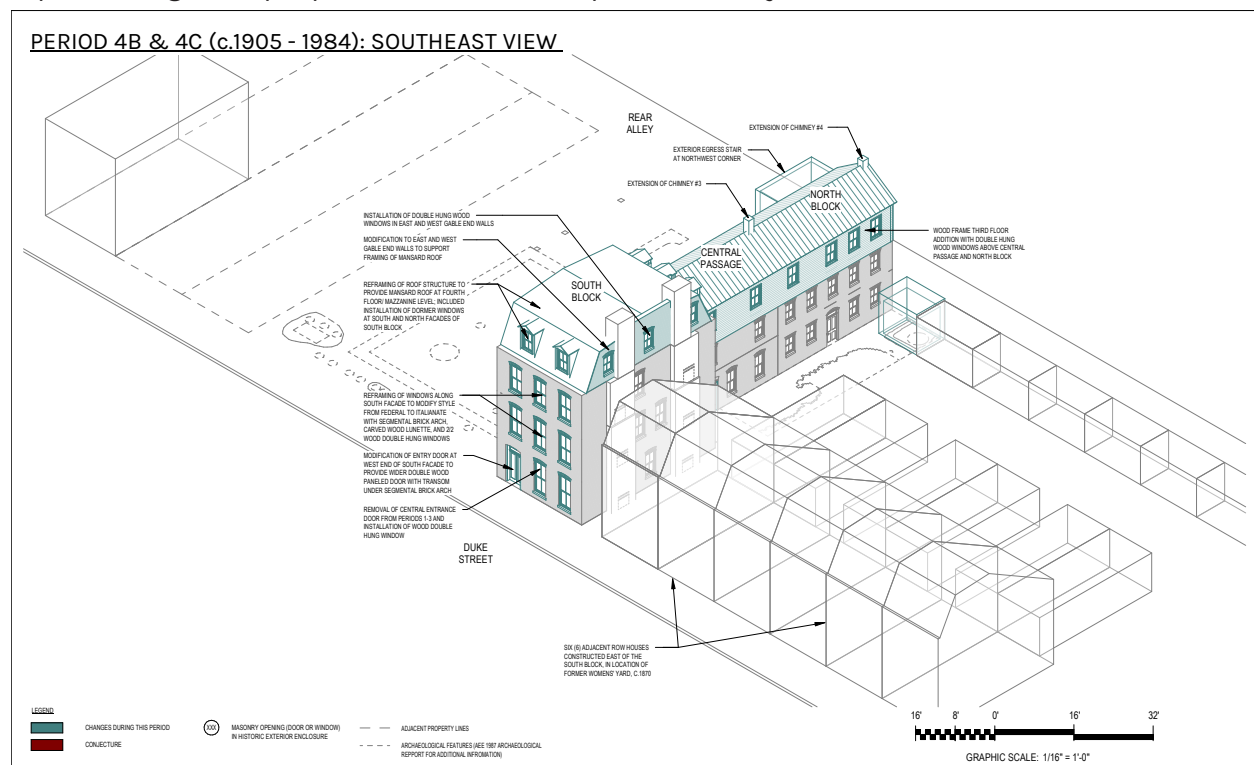 PERIOD 4B & 4C (c.1905 - 1984): SOUTHEAST VIEW
REAR
ALLEY
EXTENSION OF CHIMNEY #4
EXTERIOR EGRESS STAIR
AT NORTHWEST CORNER
EXTENSION OF CHIMNEY #3
NORTH
BLOCK
INSTALLATION OF DOUBLE HUNG WOOD
WINDOWS IN EAST AND WEST GABLE END WALLS
WOOD FRAME THIRD FLOOR
ADDITION WITH DOUBLE HUNG
WOOD WINDOWS ABOVE CENTRAL
PASSAGE AND NORTH BLOCK
MODIFICATION TO EAST AND WEST
GABLE END WALLS TO SUPPORT
FRAMING OF MANSARD ROOF
CENTRAL
PASSAGE
REFRAMING OF ROOF STRUCTURE TO
PROVIDE MANSARD ROOF AT FOURTH
FLOOR/ MAZZANINE LEVEL; INCLUDED
INSTALLATION OF DORMER WINDOWS
AT SOUTH AND NORTH FACADES OF
SOUTH BLOCK
SOUTH
BLOCK
REFRAMING OF WINDOWS ALONG
SOUTH FACADE TO MODIFY STYLE
FROM FEDERAL TO ITALIANATE
WITH SEGMENTAL BRICK ARCH,
CARVED WOOD LUNETTE, AND 2/2
WOOD DOUBLE HUNG WINDOWS
MODIFICATION OF ENTRY DOOR AT
WEST END OF SOUTH FACADE TO
PROVIDE WIDER DOUBLE WOOD
PANELED DOOR WITH TRANSOM
UNDER SEGMENTAL BRICK ARCH
REMOVAL OF CENTRAL ENTRANCE
DOOR FROM PERIODS 1-3 AND
INSTALLATION OF WOOD DOUBLE
HUNG WINDOW
DUKE
STREET
SIX (6) ADJACENT ROW HOUSES
CONSTRUCTED EAST OF THE
SOUTH BLOCK, IN LOCATION OF
FORMER WOMENS' YARD, C.1870
LEGEND
CHANGES DURING THIS PERIOD
CONJECTURE
XXX
MASONRY OPENING (DOOR OR WINDOW)
IN HISTORIC EXTERIOR ENCLOSURE
ADJACENT PROPERTY LINES
ARCHAEOLOGICAL FEATURES (AEE 1987 ARCHAEOLOGICAL
REPPORT FOR ADDITIONAL INFROMATION)
16' 8' 0' 16' 32'
GRAPHIC SCALE: 1/16" = 1'-0"